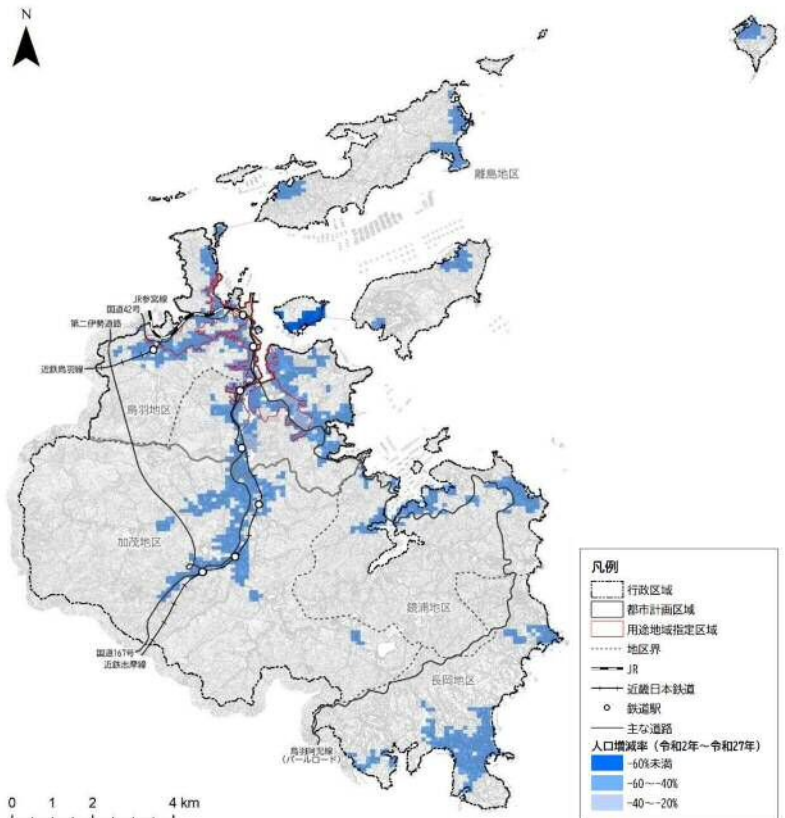 N
離島地区
JR参宮線
国道42号
第二伊勢道路
近鉄鳥羽線
鳥羽地区
加茂地区
鏡浦地区
国道167号
近鉄志摩線
長岡地区
鳥羽阿児線
(パールロード)
0 1 2 4 km
凡例
行政区域
都市計画区域
用途地域指定区域
地区界
JR
近畿日本鉄道
鉄道駅
主な道路
人口増減率(令和2年~令和27年)
-60%未満
-60~-40%
-40~-20%